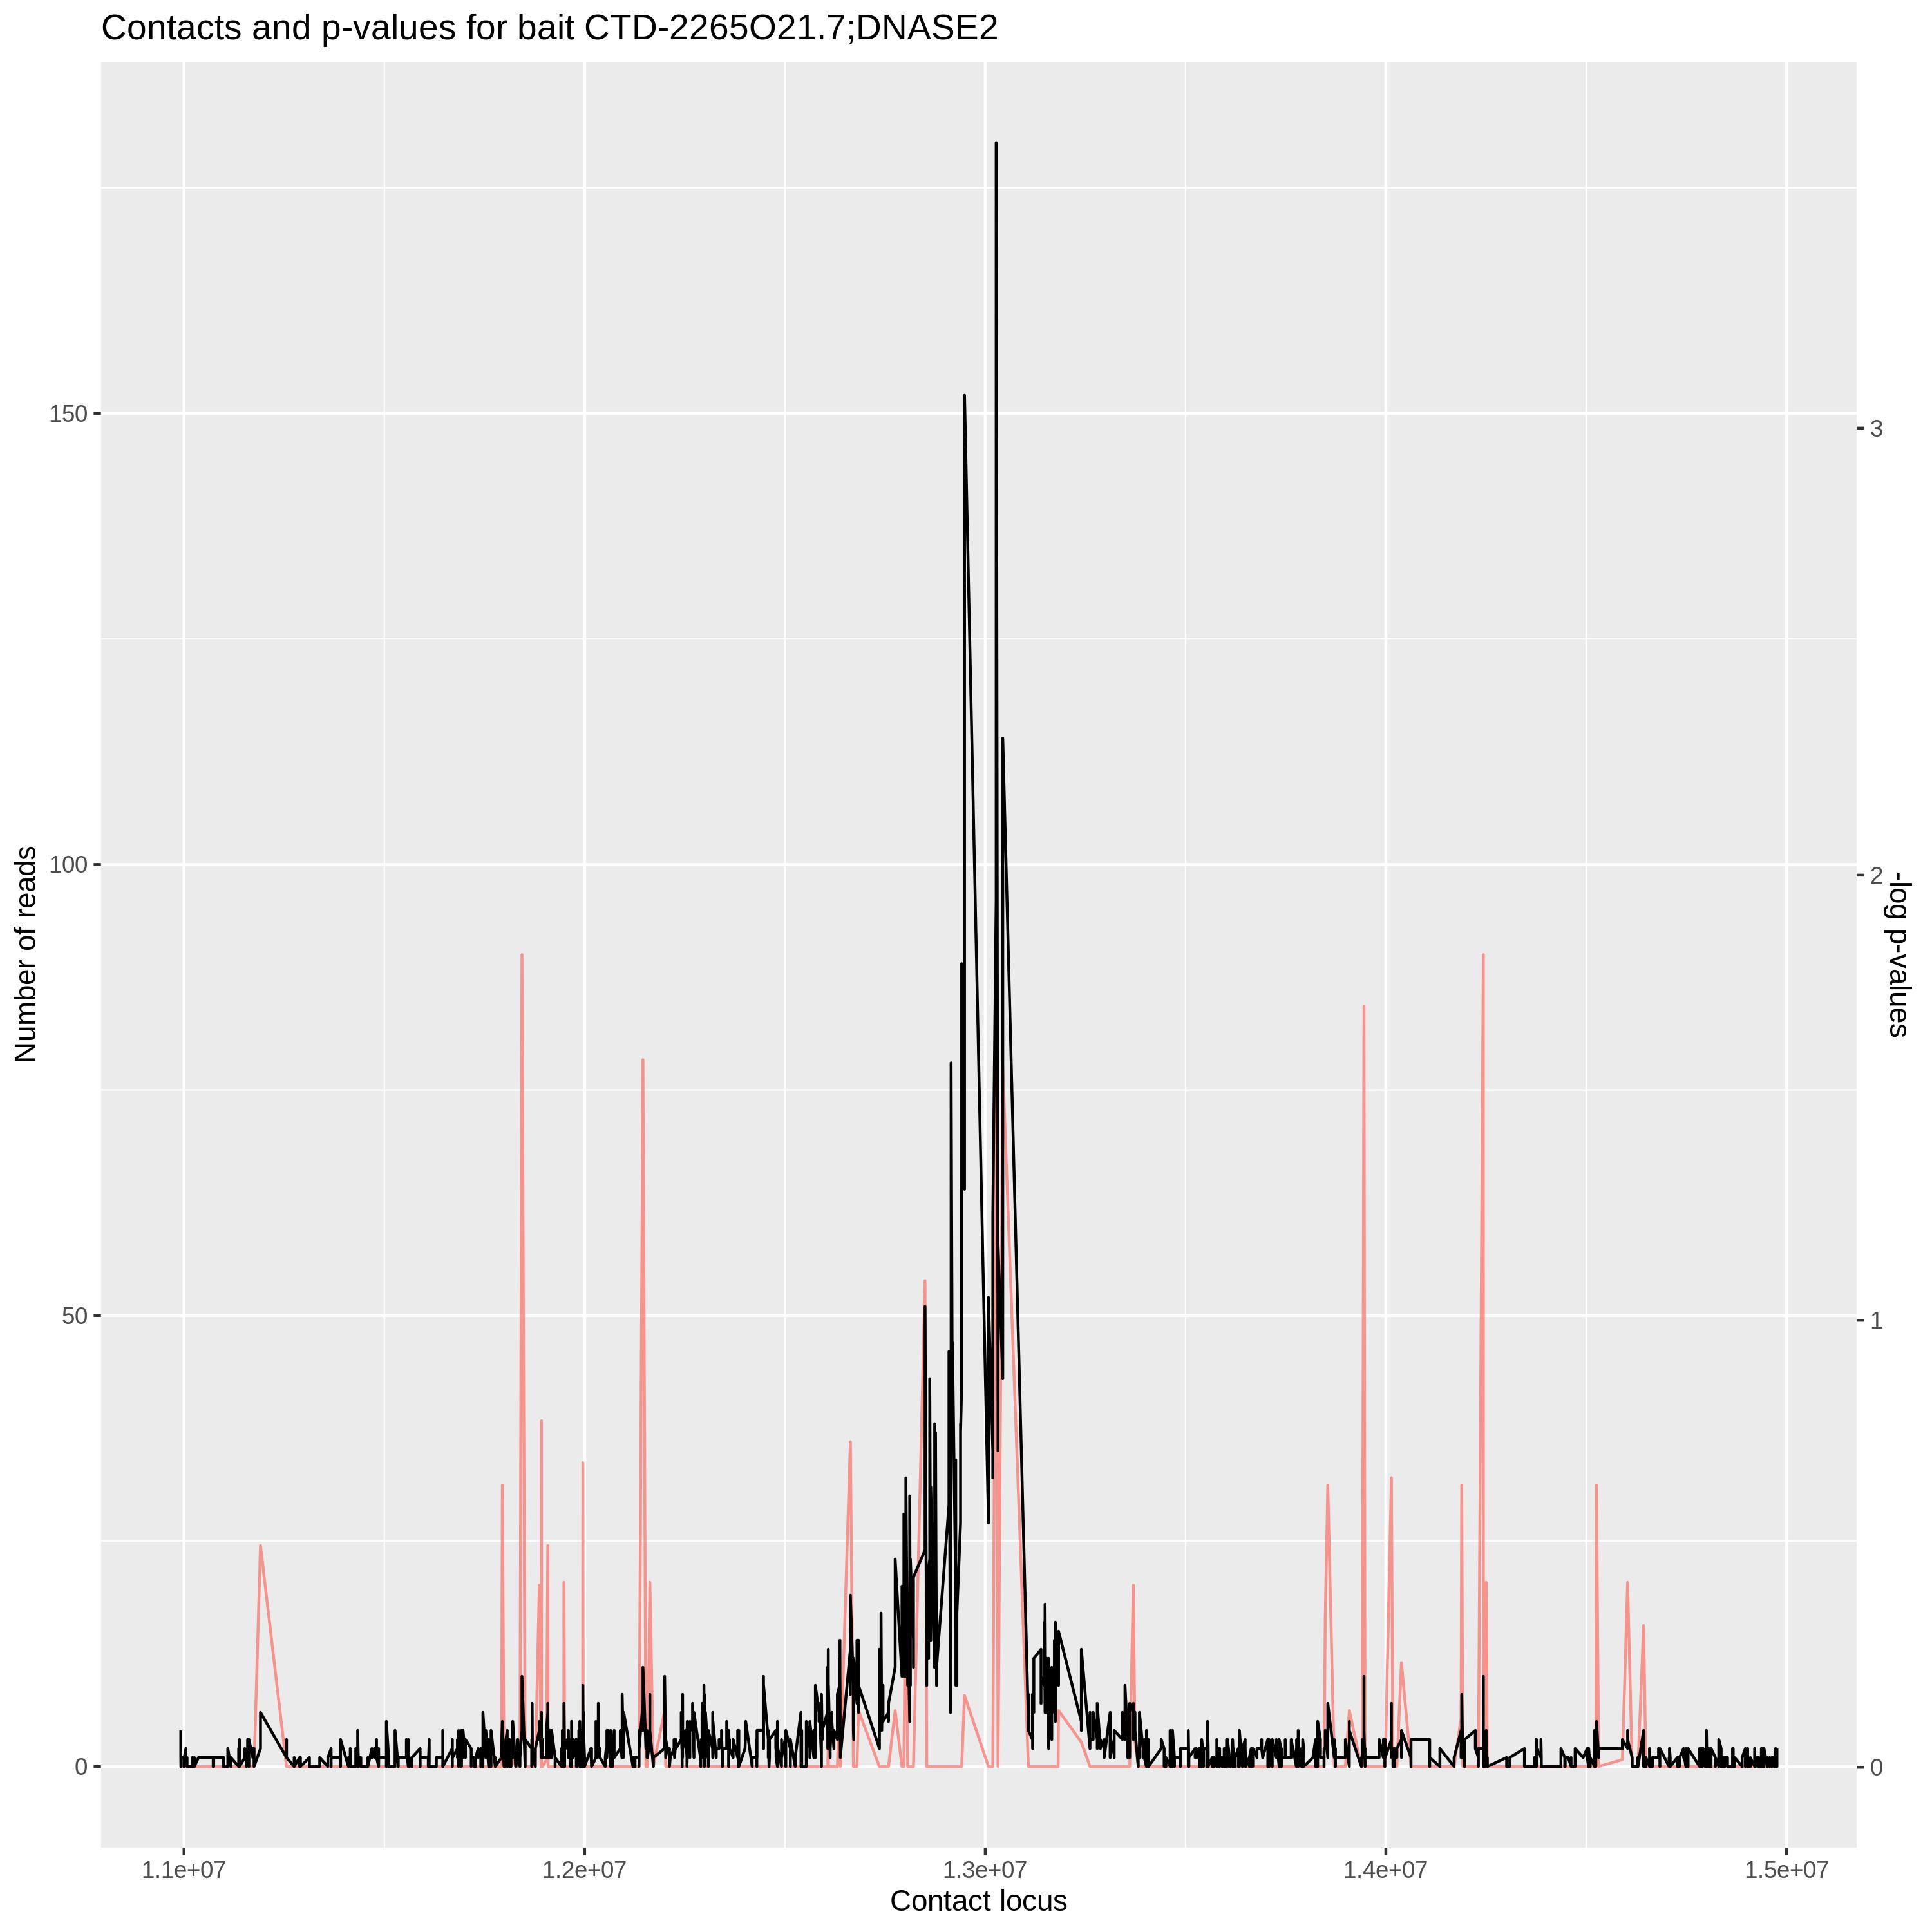 Contacts and p-values for bait CTD-2265O21.7;DNASE2
Number of reads
150
100
50
0
3
2
1
0
-log p-values
1.1e+07 1.2e+07 1.3e+07 1.4e+07 1.5e+07
Contact locus